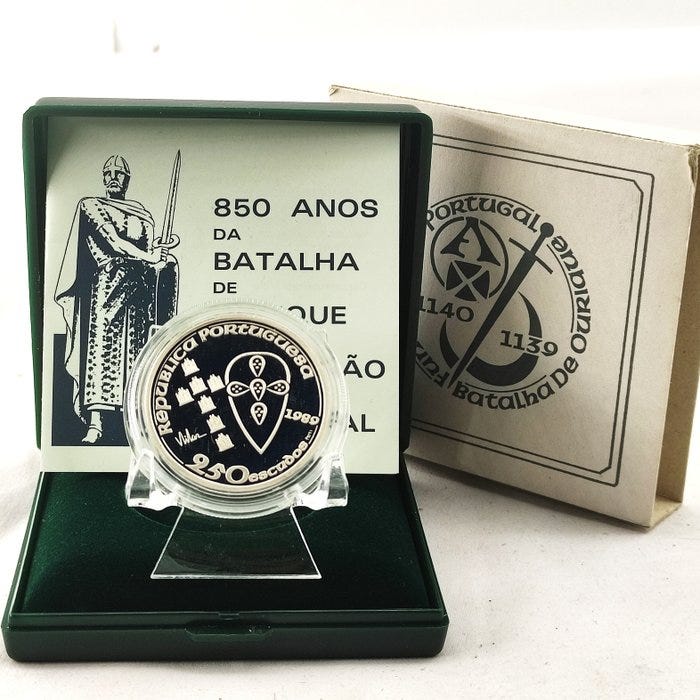 850 ANOS
DA
BATALHA
DE
QUE
ÃO
AL
REPUBLICA PORTUGUESA
1989
250 escudos
PORTUGAL
A
1140
1139
FUN
BATALHA DE OURIQUE